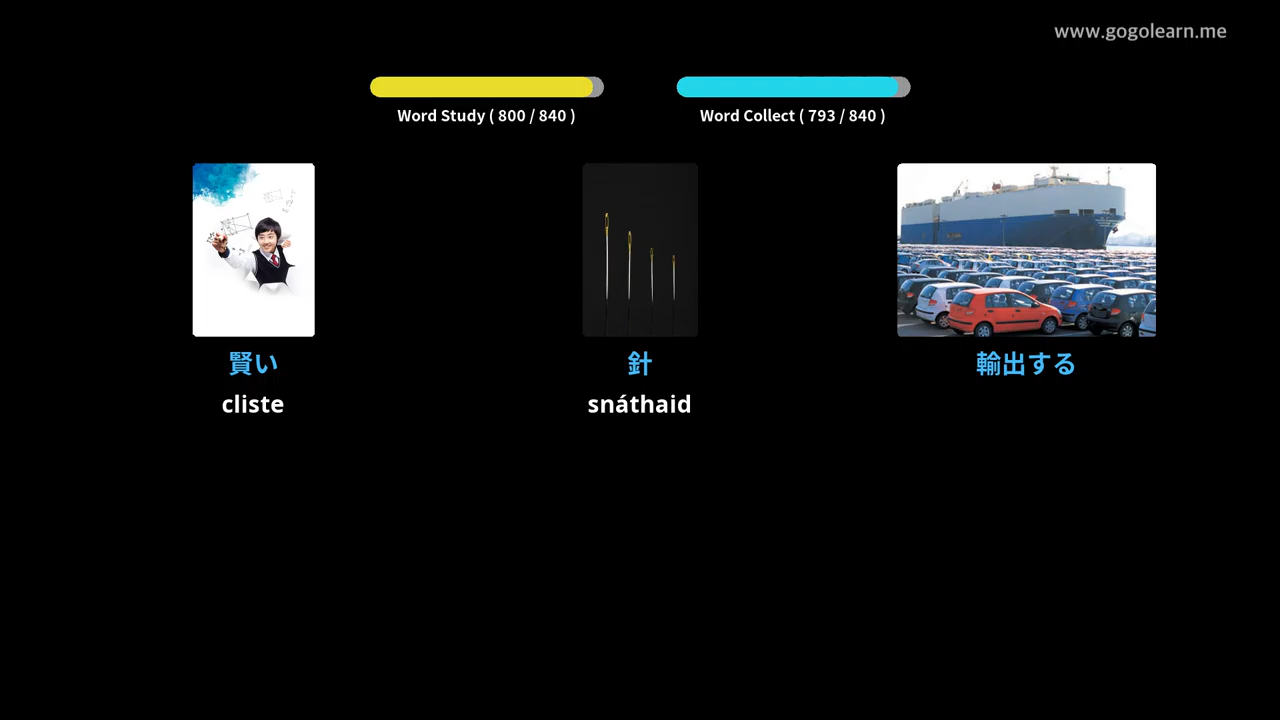 www.gogolearn.me
Word Study ( 800 / 840 )
Word Collect ( 793 / 840 )
賢い
cliste
針
snáthaid
輸出する